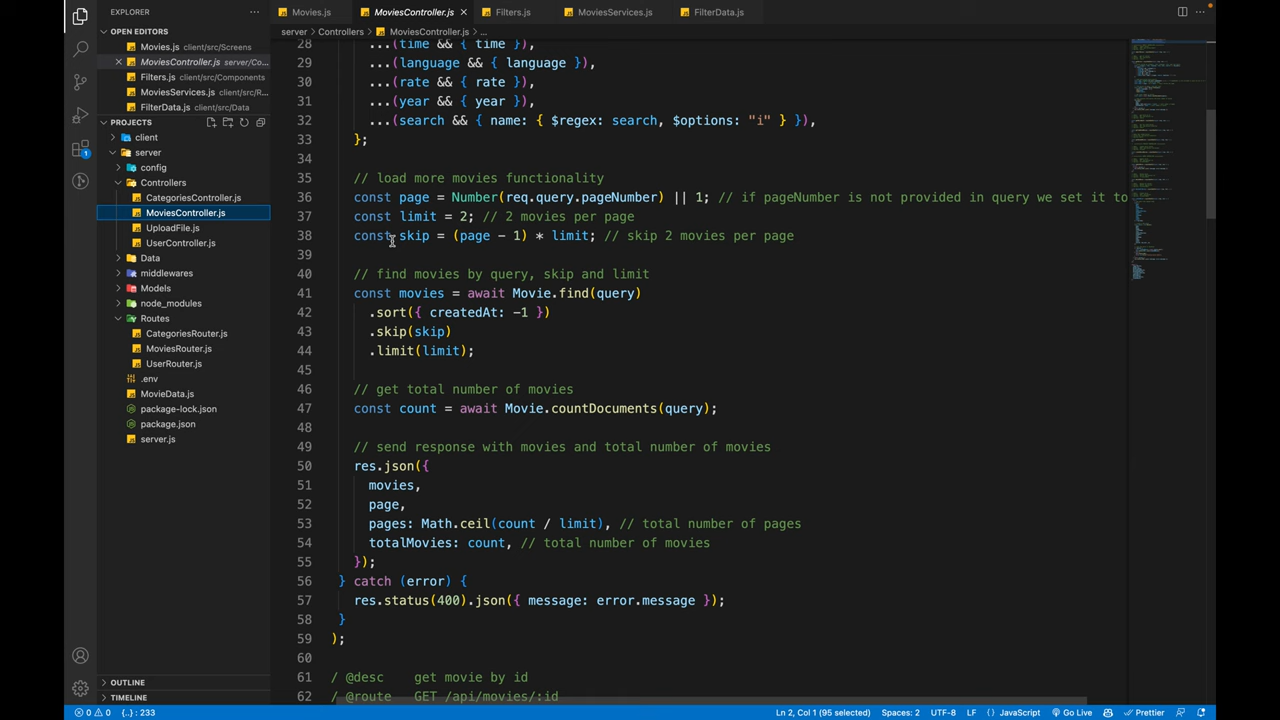 EXPLORER
OPEN EDITORS
Movies.js client/src/Screens
MoviesController.js server/Co...
Filters.js client/src/Components
MoviesServices.js client/src/R...
FilterData.js client/src/Data
PROJECTS
client
server
config
Controllers
CategoriesController.js
MoviesController.js
UploadFile.js
UserController.js
Data
middlewares
Models
node_modules
Routes
CategoriesRouter.js
MoviesRouter.js
UserRouter.js
.env
MovieData.js
package-lock.json
package.json
server.js
OUTLINE
TIMELINE
1
Movies.js MoviesController.js Filters.js MoviesServices.js FilterData.js
server Controllers MoviesController.js ...
28 ...(time && { time }),
29 ...(language && { language }),
30 ...(rate && { rate }),
31 ...(year && { year }),
32 ...(search && { name: { $regex: search, $options: "i" } }),
33 };
34
35 // load more movies functionality
36 const page = Number(req.query.pageNumber) || 1; // if pageNumber is not provided in query we set it to
37 const limit = 2; // 2 movies per page
38 const skip = (page - 1) * limit; // skip 2 movies per page
39
40 // find movies by query, skip and limit
41 const movies = await Movie.find(query)
42 .sort({ createdAt: -1 })
43 .skip(skip)
44 .limit(limit);
45
46 // get total number of movies
47 const count = await Movie.countDocuments(query);
48
49 // send response with movies and total number of movies
50 res.json({
51 movies,
52 page,
53 pages: Math.ceil(count / limit), // total number of pages
54 totalMovies: count, // total number of movies
55 });
56 } catch (error) {
57 res.status(400).json({ message: error.message });
58 }
59 );
60
61 / @desc get movie by id
62 / @route GET /api/movies/:id
0 0 {..} : 233 Ln 2, Col 1 (95 selected) Spaces: 2 UTF-8 LF {} JavaScript Go Live Prettier